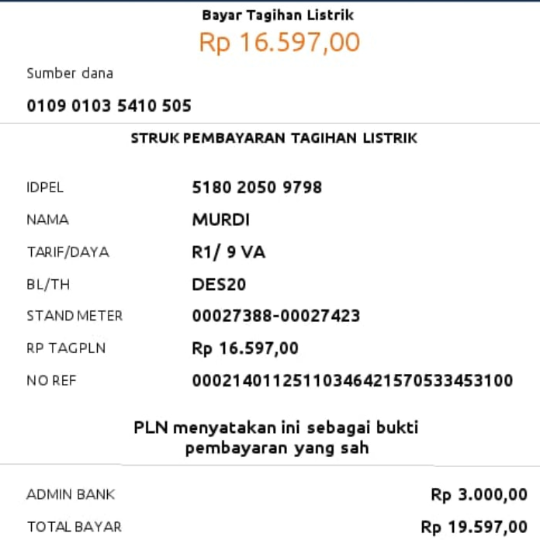 Bayar Tagihan Listrik
Rp 16.597,00
Sumber dana
0109 0103 5410 505
STRUK PEMBAYARAN TAGIHAN LISTRIK
IDPEL 5180 2050 9798
NAMA MURDI
TARIF/DAYA R1/ 9 VA
BL/TH DES20
STAND METER 00027388-00027423
RP TAGPLN Rp 16.597,00
NO REF 00021401125110346421570533453100
PLN menyatakan ini sebagai bukti
pembayaran yang sah
ADMIN BANK Rp 3.000,00
TOTAL BAYAR Rp 19.597,00